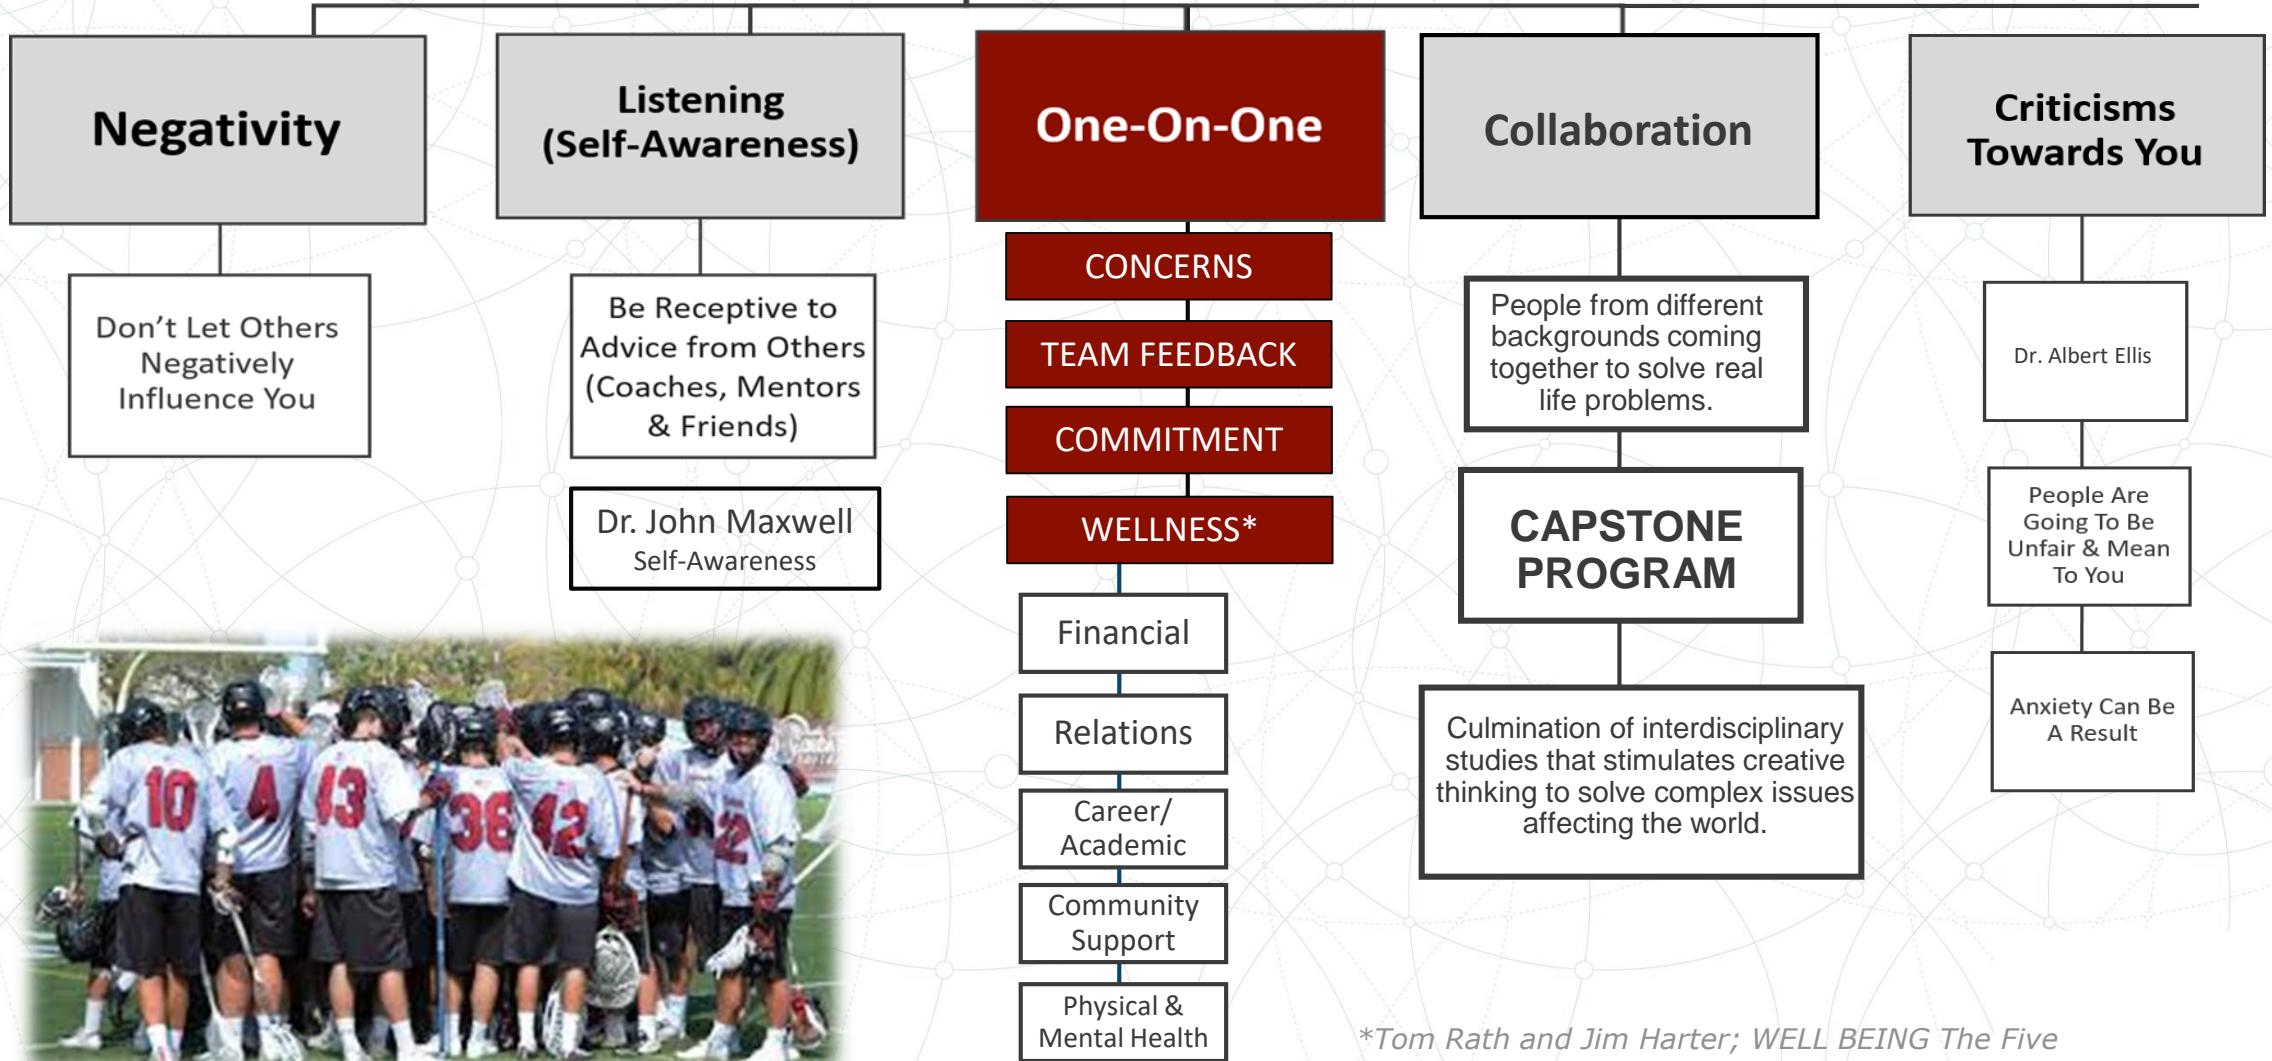 Negativity
Don't Let Others
Negatively
Influence You
Listening
(Self-Awareness)
Be Receptive to
Advice from Others
(Coaches, Mentors
& Friends)
Dr. John Maxwell
Self-Awareness
One-On-One
CONCERNS
TEAM FEEDBACK
COMMITMENT
WELLNESS*
Financial
Relations
Career/
Academic
Community
Support
Physical &
Mental Health
Collaboration
People from different
backgrounds coming
together to solve real
life problems.
CAPSTONE
PROGRAM
Culmination of interdisciplinary
studies that stimulates creative
thinking to solve complex issues
affecting the world.
Criticisms
Towards You
Dr. Albert Ellis
People Are
Going To Be
Unfair & Mean
To You
Anxiety Can Be
A Result
10
4
43
36
42
*Tom Rath and Jim Harter; WELL BEING The Five